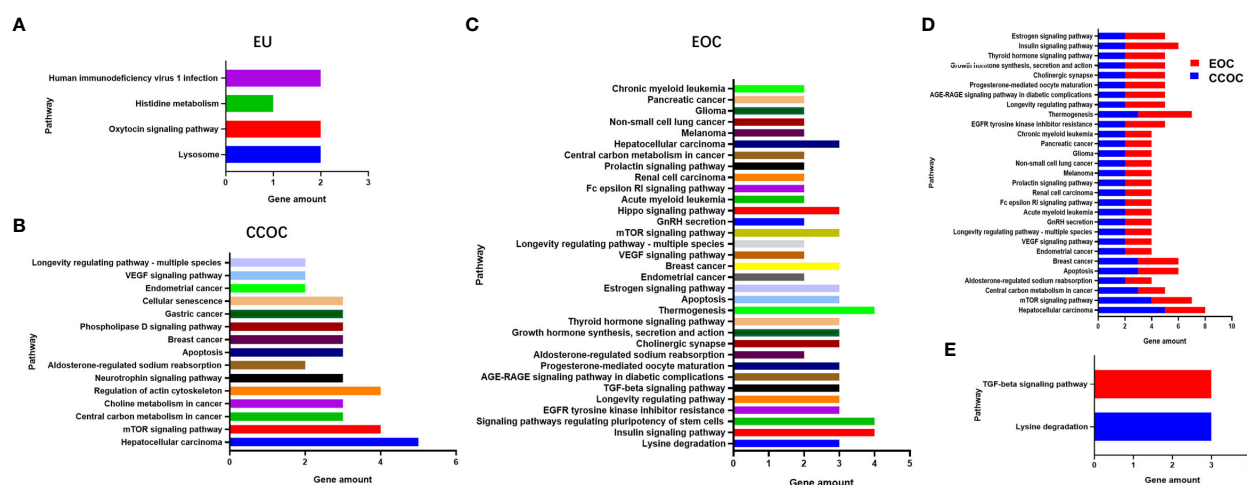 A
EU
Human immunodeficiency virus 1 infection
Histidine metabolism
Oxytocin signaling pathway
Lysosome
Pathway
0 1 2 3
Gene amount
B
CCOC
Longevity regulating pathway - multiple species
VEGF signaling pathway
Endometrial cancer
Cellular senescence
Gastric cancer
Phospholipase D signaling pathway
Breast cancer
Apoptosis
Aldosterone-regulated sodium reabsorption
Neurotrophin signaling pathway
Regulation of actin cytoskeleton
Choline metabolism in cancer
Central carbon metabolism in cancer
mTOR signaling pathway
Hepatocellular carcinoma
Pathway
0 2 4 6
Gene amount
C
EOC
Chronic myeloid leukemia
Pancreatic cancer
Glioma
Non-small cell lung cancer
Melanoma
Hepatocellular carcinoma
Central carbon metabolism in cancer
Prolactin signaling pathway
Renal cell carcinoma
Fc epsilon RI signaling pathway
Acute myeloid leukemia
Hippo signaling pathway
GnRH secretion
mTOR signaling pathway
Longevity regulating pathway - multiple species
VEGF signaling pathway
Breast cancer
Endometrial cancer
Estrogen signaling pathway
Apoptosis
Thermogenesis
Thyroid hormone signaling pathway
Growth hormone synthesis, secretion and action
Cholinergic synapse
Aldosterone-regulated sodium reabsorption
Progesterone-mediated oocyte maturation
AGE-RAGE signaling pathway in diabetic complications
TGF-beta signaling pathway
Longevity regulating pathway
EGFR tyrosine kinase inhibitor resistance
Signaling pathways regulating pluripotency of stem cells
Insulin signaling pathway
Lysine degradation
Pathway
0 1 2 3 4 5
Gene amount
D
Estrogen signaling pathway
Insulin signaling pathway
Thyroid hormone signaling pathway
Growth hormone synthesis, secretion and action
Cholinergic synapse
Progesterone-mediated oocyte maturation
AGE-RAGE signaling pathway in diabetic complications
Longevity regulating pathway
Thermogenesis
EGFR tyrosine kinase inhibitor resistance
Chronic myeloid leukemia
Pancreatic cancer
Glioma
Non-small cell lung cancer
Melanoma
Prolactin signaling pathway
Renal cell carcinoma
Fc epsilon RI signaling pathway
Acute myeloid leukemia
GnRH secretion
Longevity regulating pathway - multiple species
VEGF signaling pathway
Endometrial cancer
Breast cancer
Apoptosis
Aldosterone-regulated sodium reabsorption
Central carbon metabolism in cancer
mTOR signaling pathway
Hepatocellular carcinoma
Pathway
0 2 4 6 8 10
Gene amount
EOC
CCOC
E
TGF-beta signaling pathway
Lysine degradation
Pathway
0 1 2 3
Gene amount